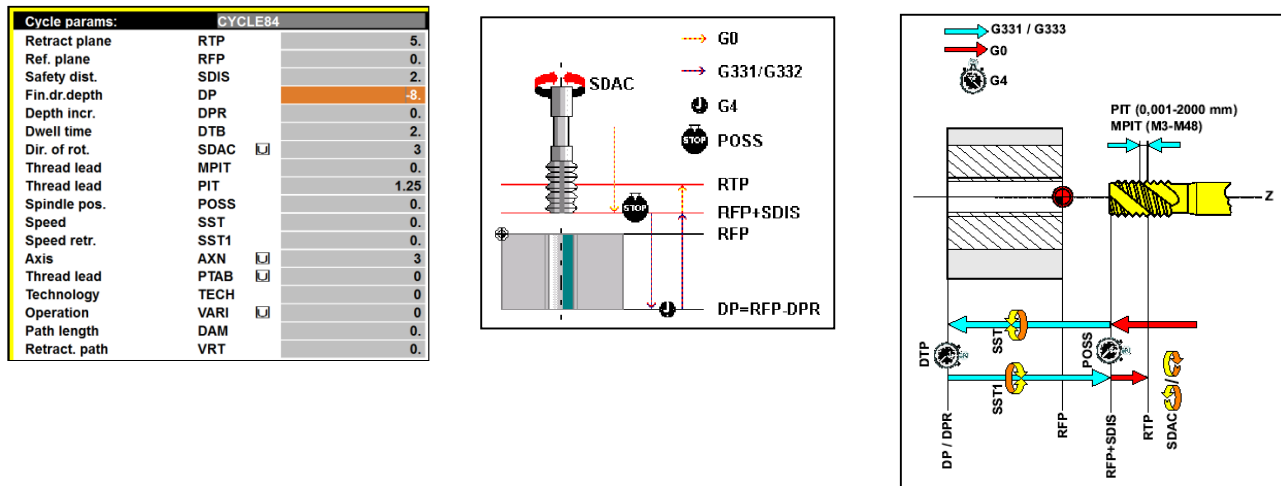 Cycle params: CYCLE84
Retract plane RTP 5.
Ref. plane RFP 0.
Safety dist. SDIS 2.
Fin.dr.depth DP -8.
Depth incr. DPR 0.
Dwell time DTB 2.
Dir. of rot. SDAC 3
Thread lead MPIT 0.
Thread lead PIT 1.25
Spindle pos. POSS 0.
Speed SST 0.
Speed retr. SST1 0.
Axis AXN 3
Thread lead PTAB 0
Technology TECH 0
Operation VARI 0
Path length DAM 0.
Retract. path VRT 0.
G0
SDAC
G331/G332
G4
STOP POSS
RTP
STOP RFP+SDIS
RFP
DP=RFP-DPR
G331 / G333
G0
G4
PIT (0,001-2000 mm)
MPIT (M3-M48)
Z
DTP
SST
POSS
SST1
DP / DPR
RFP
RFP+SDIS
RTP
SDAC
/